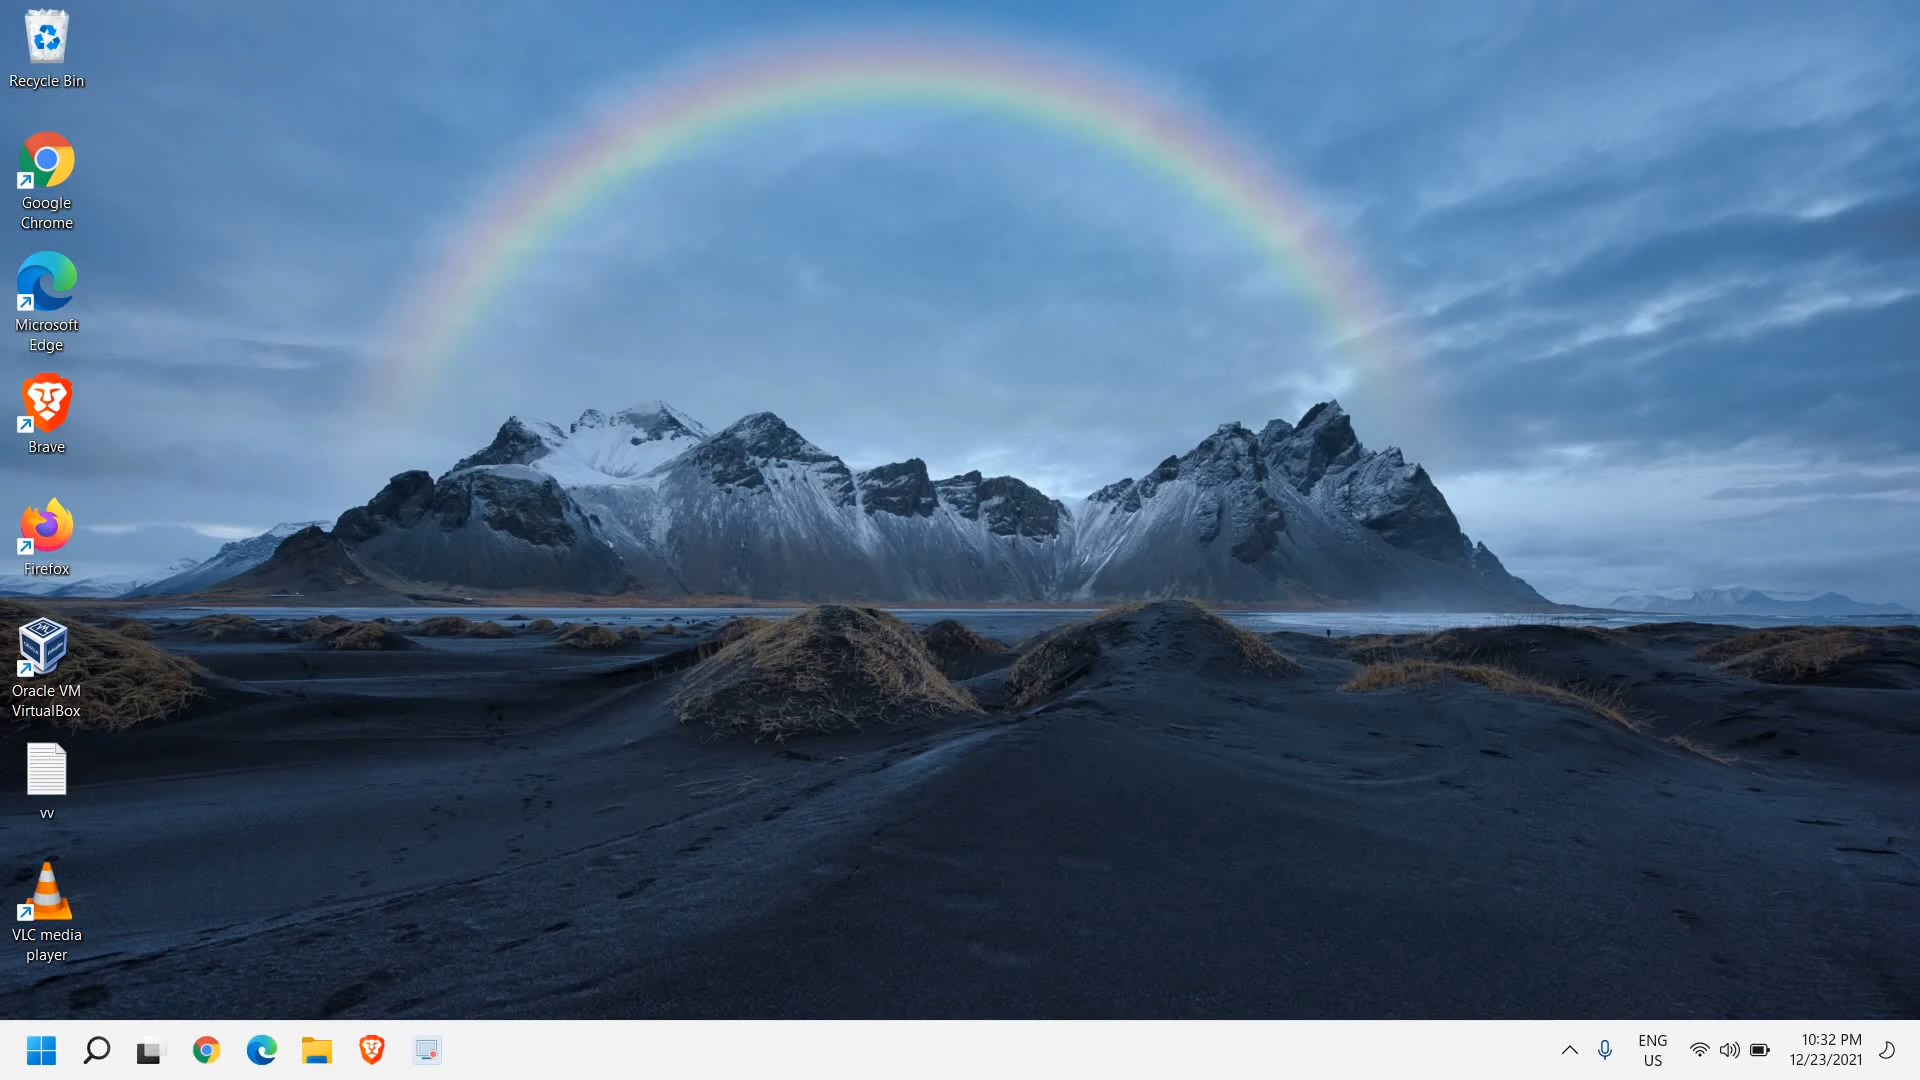 Recycle Bin
Google
Chrome
Microsoft
Edge
Brave
Firefox
Oracle VM
VirtualBox
vv
VLC media
player
ENG
US
10:32 PM
12/23/2021